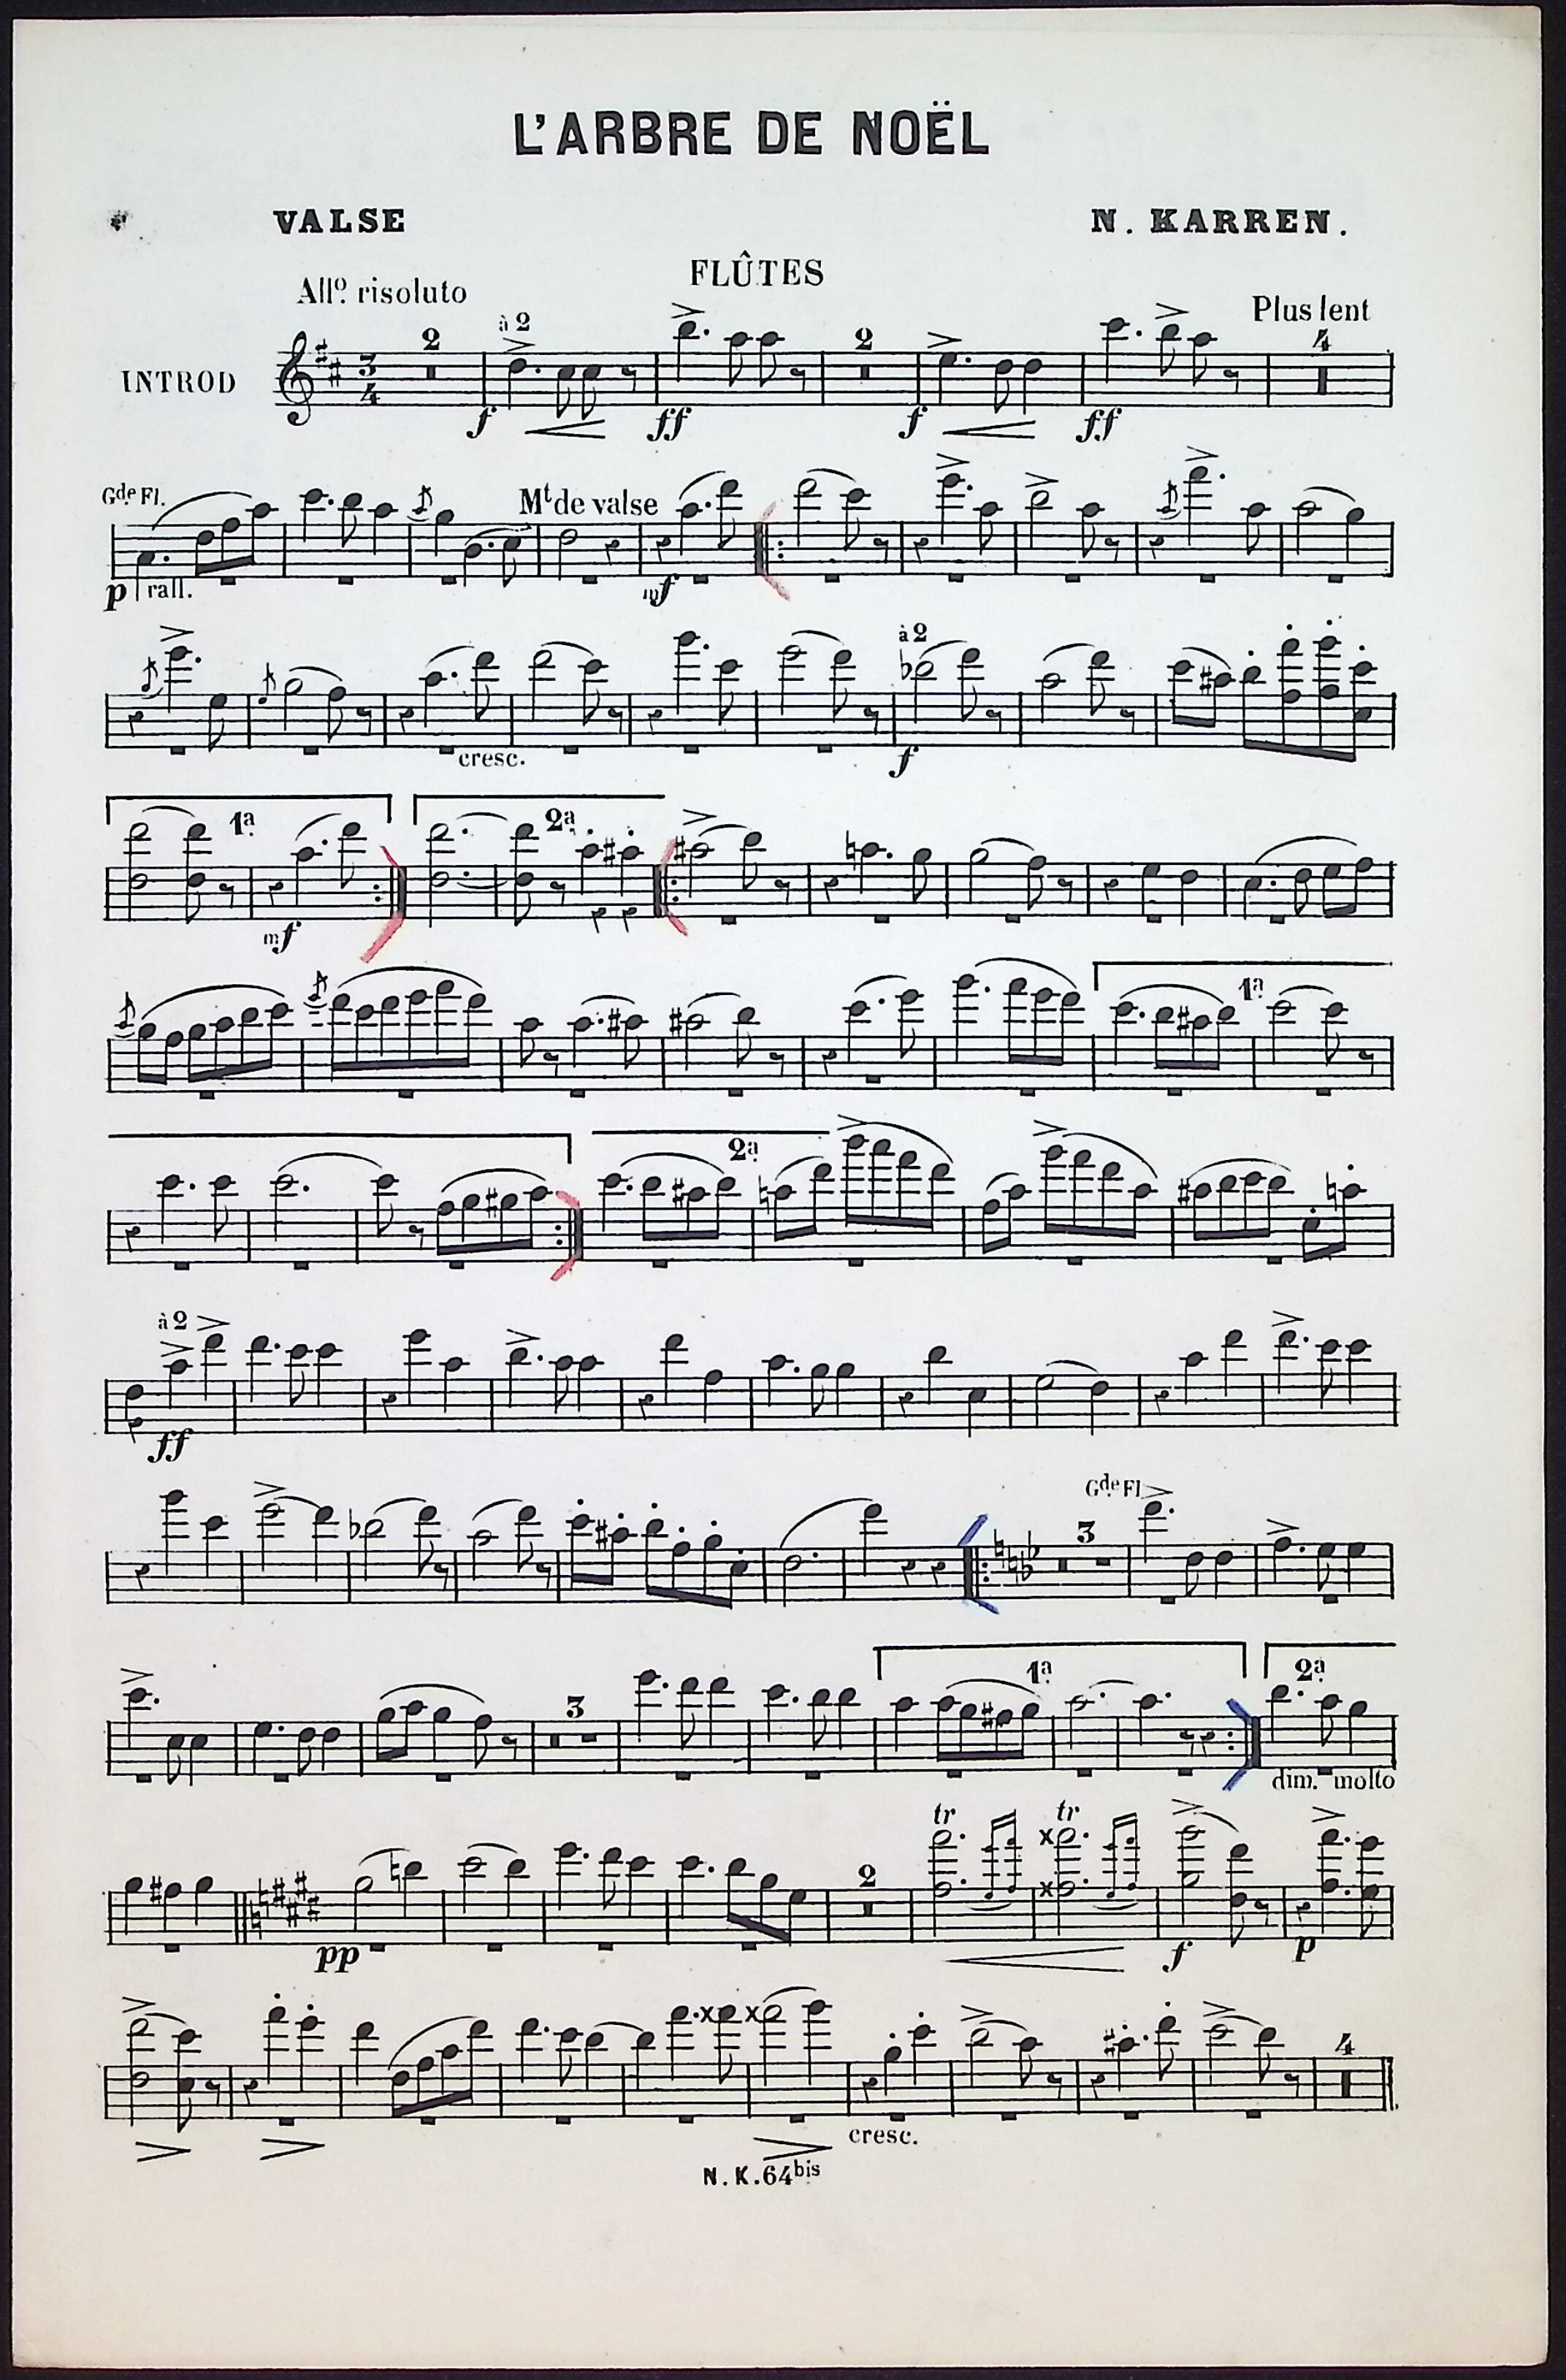 L'ARBRE DE NOËL
VALSE
N. KARREN.
FLÛTES
All.º risoluto
à 2
Plus lent
INTROD
3
4
2
2
4
f
ff
f
ff
Gde Fl.
Mt de valse
p
rall.
mf
à 2
cresc.
f
1ª
2ª
mf
1ª
2ª
à 2
ff
Gde Fl
3
3
1ª
2ª
dim. molto
tr
tr
2
pp
f
p
4
cresc.
N. K. 64bis